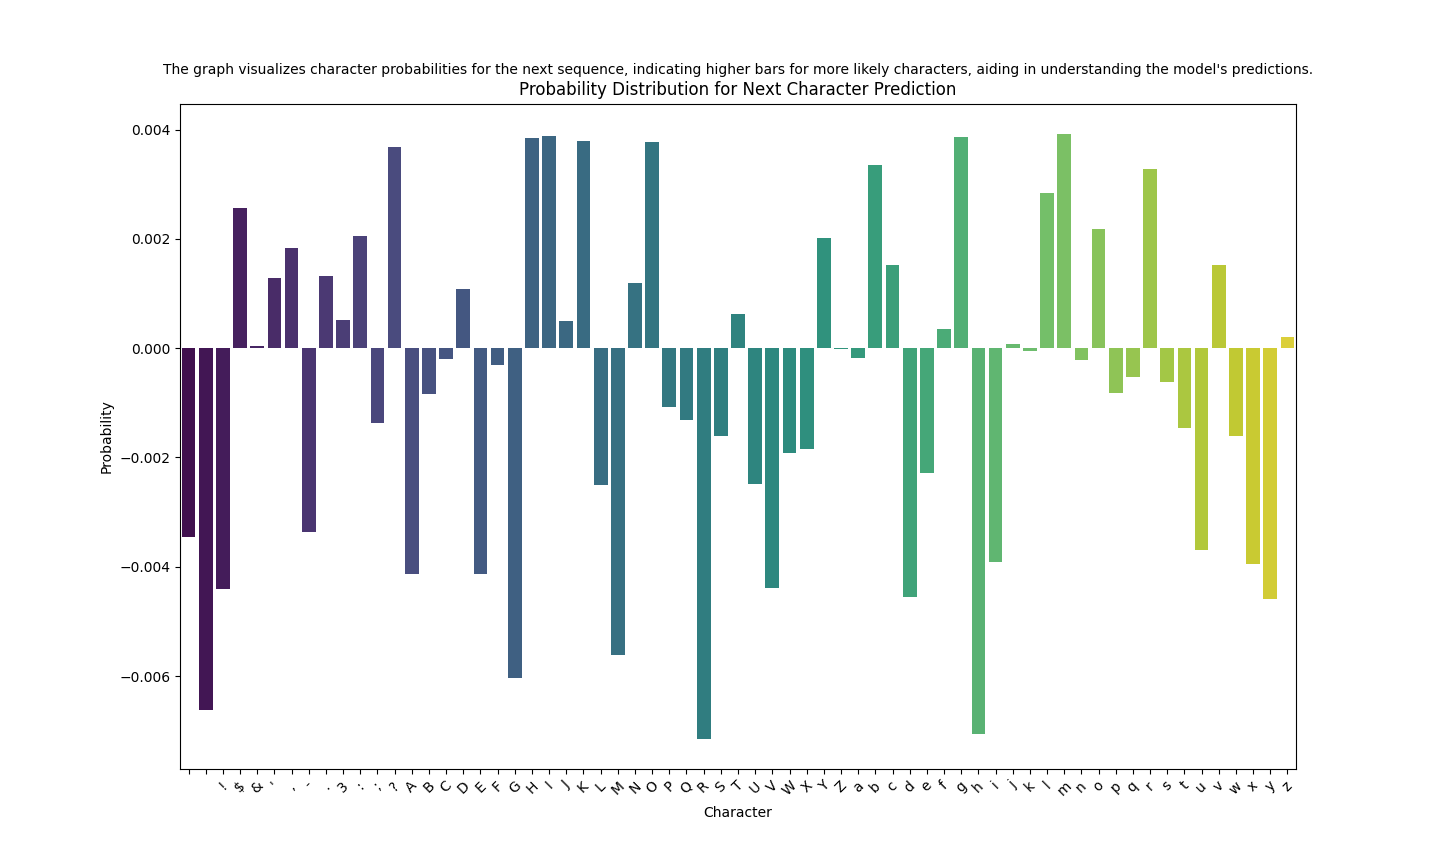 The graph visualizes character probabilities for the next sequence, indicating higher bars for more likely characters, aiding in understanding the model's predictions.
Probability Distribution for Next Character Prediction
0.004
0.002
0.000
−0.002
−0.004
−0.006
Probability
! $ & ' , - . 3 : ; ? A B C D E F G H I J K L M N O P Q R S T U V W X Y Z a b c d e f g h i j k l m n o p q r s t u v w x y z
Character